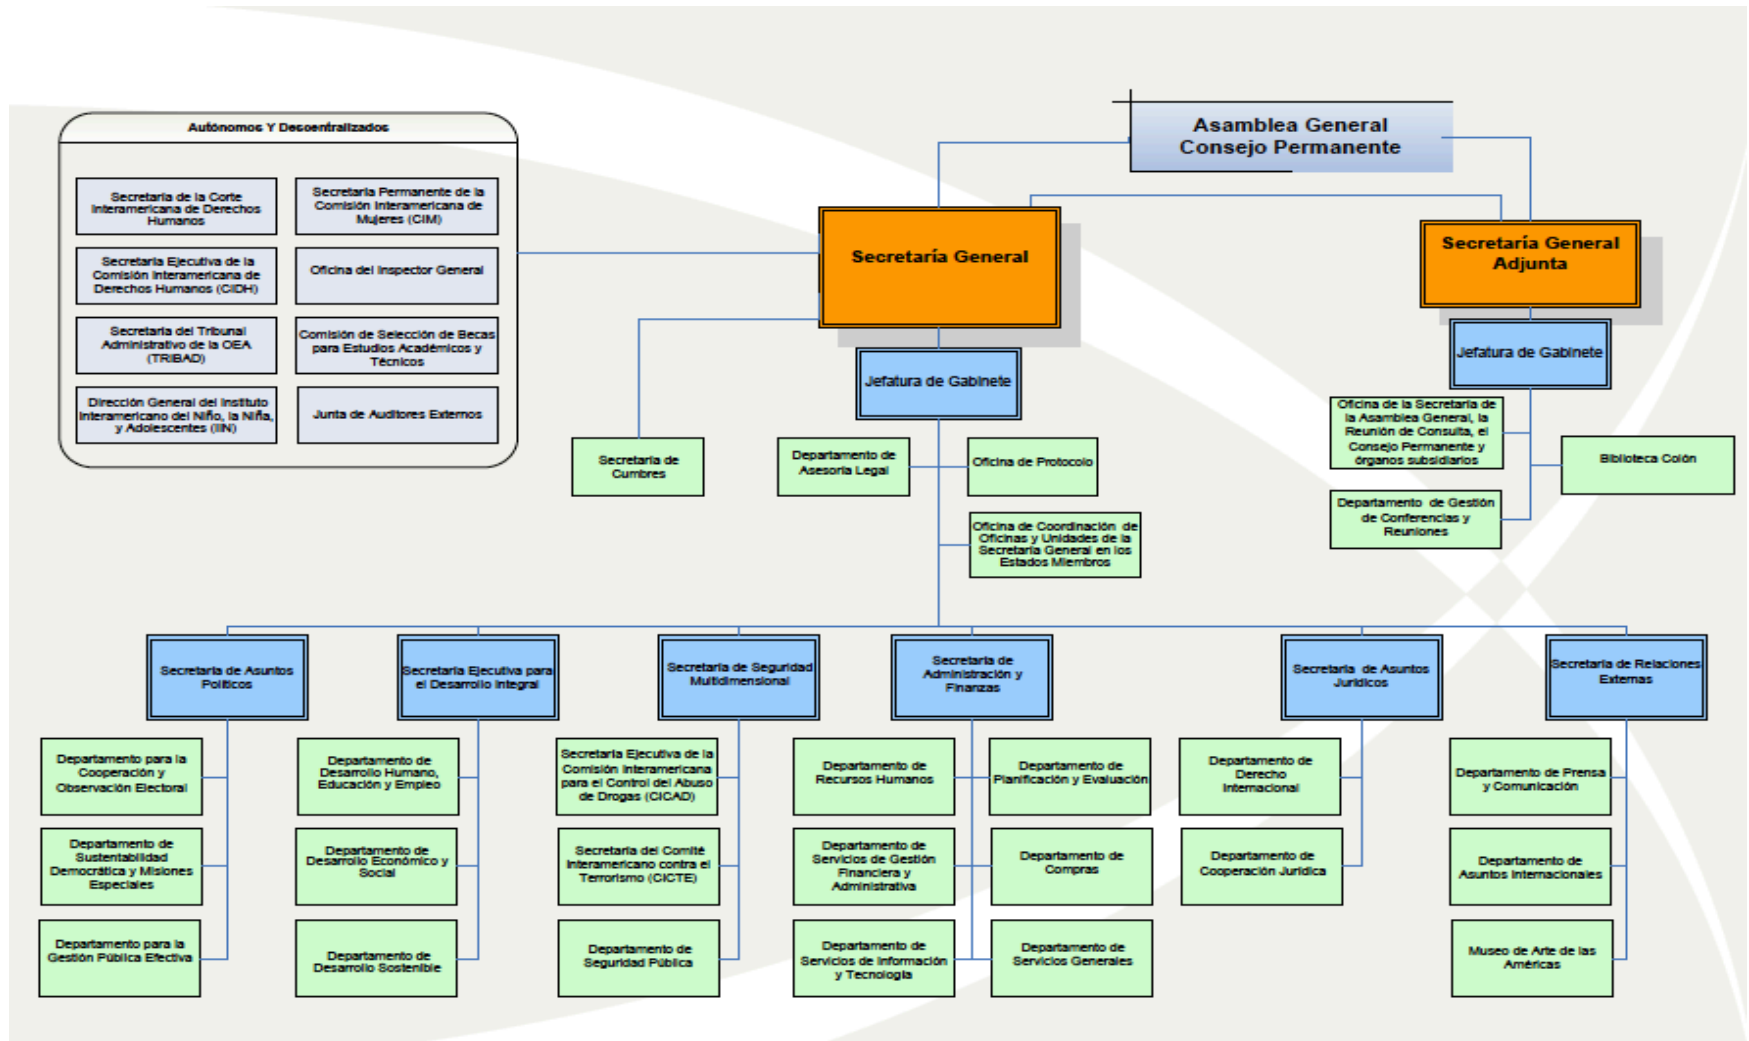 Autónomos Y Descentralizados
Secretaría de la Corte
Interamericana de Derechos
Humanos
Secretaría Permanente de la
Comisión Interamericana de
Mujeres (CIM)
Secretaría Ejecutiva de la
Comisión Interamericana de
Derechos Humanos (CIDH)
Oficina del Inspector General
Secretaría del Tribunal
Administrativo de la OEA
(TRIBAD)
Comisión de Selección de Becas
para Estudios Académicos y
Técnicos
Dirección General del Instituto
Interamericano del Niño, la Niña,
y Adolescentes (IIN)
Junta de Auditores Externos
Asamblea General
Consejo Permanente
Secretaría General
Secretaría General
Adjunta
Jefatura de Gabinete
Jefatura de Gabinete
Secretaría de
Cumbres
Departamento de
Asesoría Legal
Oficina de Protocolo
Oficina de Coordinación de
Oficinas y Unidades de la
Secretaría General en los
Estados Miembros
Oficina de la Secretaría de
la Asamblea General, la
Reunión de Consulta, el
Consejo Permanente y
órganos subsidiarios
Biblioteca Colón
Departamento de Gestión
de Conferencias y
Reuniones
Secretaría de Asuntos
Políticos
Secretaría Ejecutiva para
el Desarrollo Integral
Secretaría de Seguridad
Multidimensional
Secretaría de
Administración y
Finanzas
Secretaría de Asuntos
Jurídicos
Secretaría de Relaciones
Externas
Departamento para la
Cooperación y
Observación Electoral
Departamento de
Sustentabilidad
Democrática y Misiones
Especiales
Departamento para la
Gestión Pública Efectiva
Departamento de
Desarrollo Humano,
Educación y Empleo
Departamento de
Desarrollo Económico y
Social
Departamento de
Desarrollo Sostenible
Secretaría Ejecutiva de la
Comisión Interamericana
para el Control del Abuso
de Drogas (CICAD)
Secretaría del Comité
Interamericano contra el
Terrorismo (CICTE)
Departamento de
Seguridad Pública
Departamento de
Recursos Humanos
Departamento de
Planificación y Evaluación
Departamento de
Servicios de Gestión
Financiera y
Administrativa
Departamento de
Compras
Departamento de
Servicios de Información
y Tecnología
Departamento de
Servicios Generales
Departamento de
Derecho
Internacional
Departamento de
Cooperación Jurídica
Departamento de Prensa
y Comunicación
Departamento de
Asuntos Internacionales
Museo de Arte de las
Américas